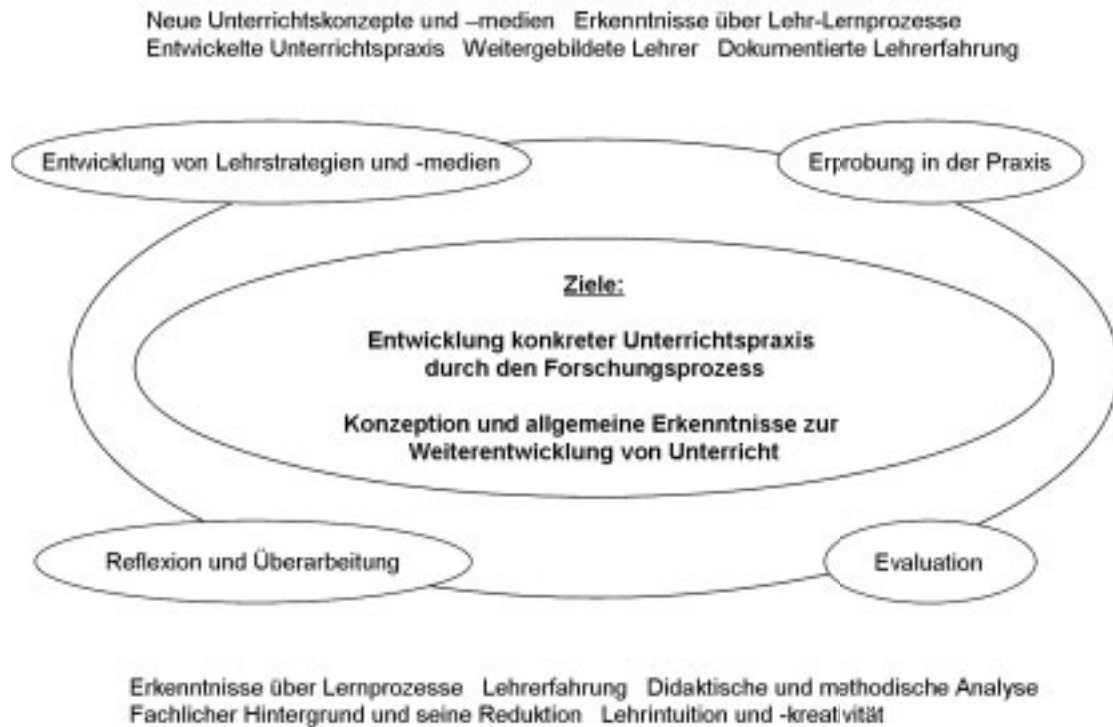 Neue Unterrichtskonzepte und –medien   Erkenntnisse über Lehr-Lernprozesse
Entwickelte Unterrichtspraxis   Weitergebildete Lehrer   Dokumentierte Lehrerfahrung
Entwicklung von Lehrstrategien und -medien
Erprobung in der Praxis
Ziele:
Entwicklung konkreter Unterrichtspraxis
durch den Forschungsprozess
Konzeption und allgemeine Erkenntnisse zur
Weiterentwicklung von Unterricht
Reflexion und Überarbeitung
Evaluation
Erkenntnisse über Lernprozesse   Lehrerfahrung   Didaktische und methodische Analyse
Fachlicher Hintergrund und seine Reduktion   Lehrintuition und -kreativität